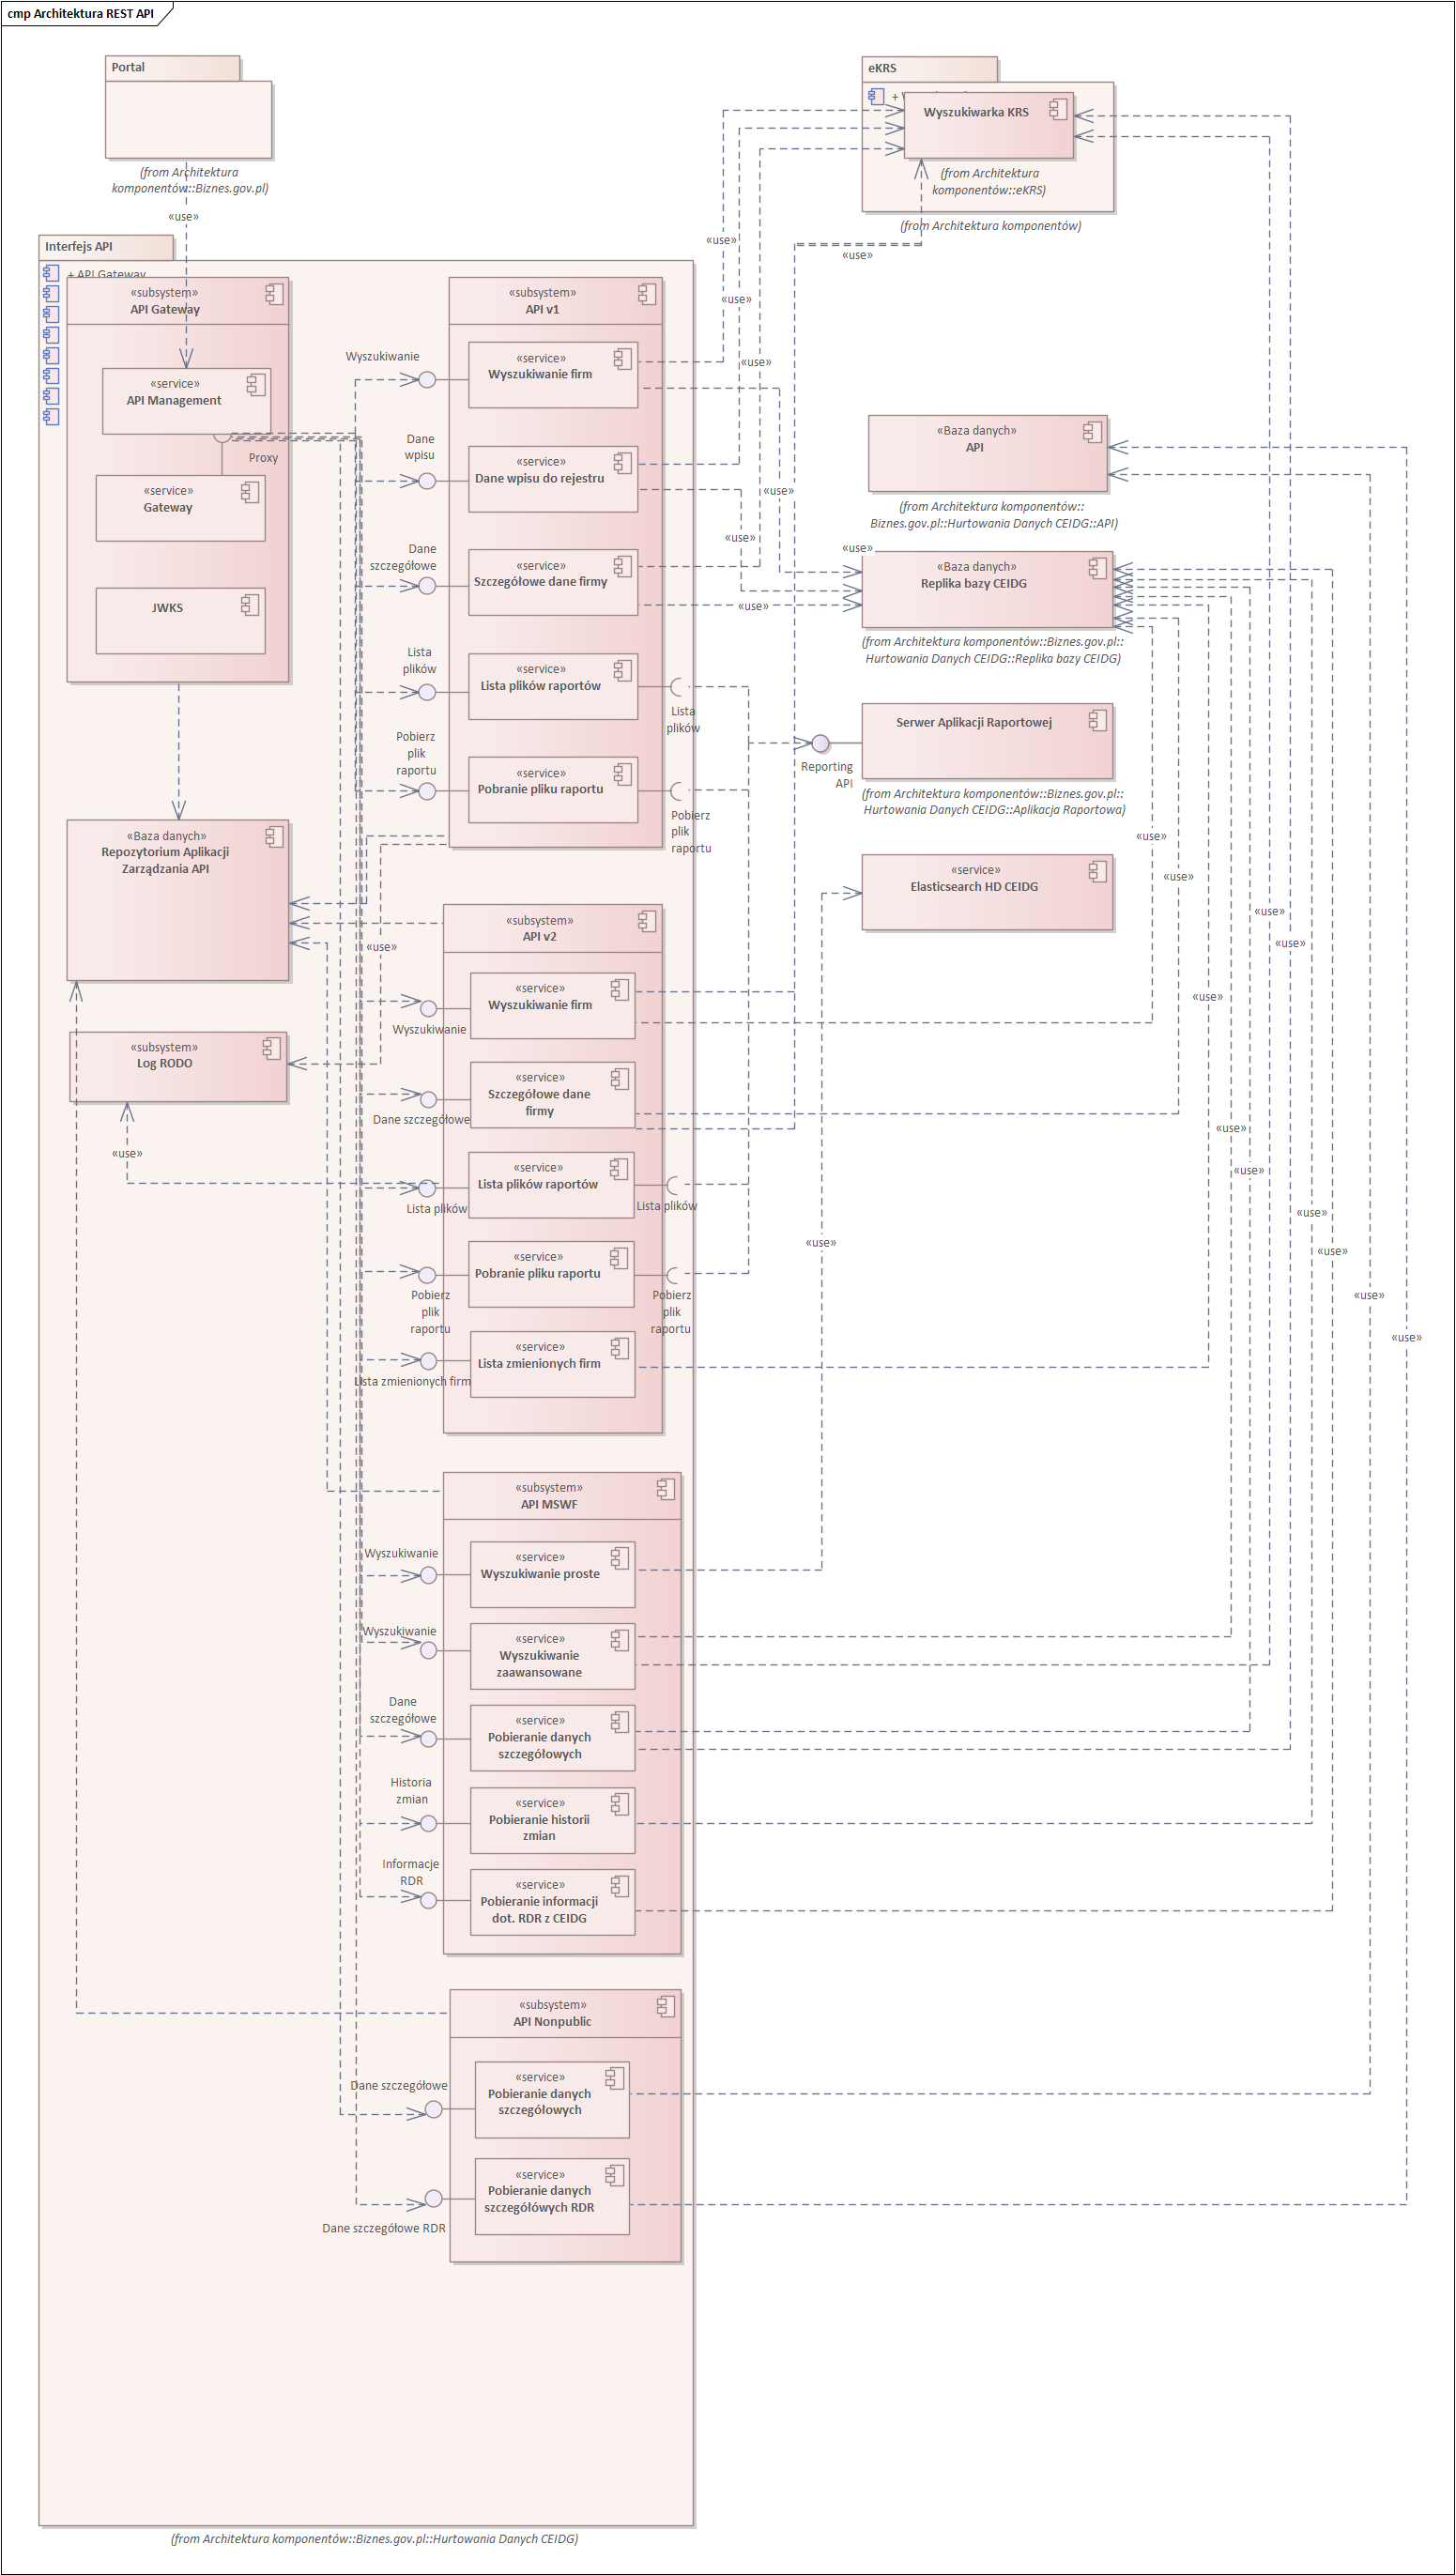 cmp Architektura REST API
Portal
(from Architektura
komponentów::Biznes.gov.pl)
«use»
eKRS
Wyszukiwarka KRS
(from Architektura
komponentów::eKRS)
(from Architektura komponentów)
«use»
«use»
«use»
«use»
Interfejs API
+ API Gateway
«subsystem»
API Gateway
«service»
API Management
Proxy
«service»
Gateway
JWKS
«Baza danych»
Repozytorium Aplikacji
Zarządzania API
«subsystem»
Log RODO
«use»
«use»
«subsystem»
API v1
Wyszukiwanie
«service»
Wyszukiwanie firm
Dane
wpisu
«service»
Dane wpisu do rejestru
Dane
szczegółowe
«service»
Szczegółowe dane firmy
Lista
plików
«service»
Lista plików raportów
Lista
plików
Pobierz
plik
raportu
«service»
Pobranie pliku raportu
Pobierz
plik
raportu
«use»
«use»
«use»
«use»
«Baza danych»
API
(from Architektura komponentów::
Biznes.gov.pl::Hurtowania Danych CEIDG::API)
«Baza danych»
Replika bazy CEIDG
(from Architektura komponentów::Biznes.gov.pl::
Hurtowania Danych CEIDG::Replika bazy CEIDG)
Serwer Aplikacji Raportowej
Reporting
API
(from Architektura komponentów::Biznes.gov.pl::
Hurtowania Danych CEIDG::Aplikacja Raportowa)
«service»
Elasticsearch HD CEIDG
«use»
«use»
«use»
«use»
«use»
«use»
«use»
«use»
«use»
«use»
«use»
«use»
«subsystem»
API v2
«service»
Wyszukiwanie firm
Wyszukiwanie
«service»
Szczegółowe dane
firmy
Dane szczegółowe
«service»
Lista plików raportów
Lista plików
Lista plików
«service»
Pobranie pliku raportu
Pobierz
plik
raportu
Pobierz
plik
raportu
«service»
Lista zmienionych firm
Lista zmienionych firm
«subsystem»
API MSWF
Wyszukiwanie
«service»
Wyszukiwanie proste
Wyszukiwanie
«service»
Wyszukiwanie
zaawansowane
Dane
szczegółowe
«service»
Pobieranie danych
szczegółowych
Historia
zmian
«service»
Pobieranie historii
zmian
Informacje
RDR
«service»
Pobieranie informacji
dot. RDR z CEIDG
«subsystem»
API Nonpublic
Dane szczegółowe
«service»
Pobieranie danych
szczegółowych
«service»
Pobieranie danych
szczegółówych RDR
Dane szczegółowe RDR
(from Architektura komponentów::Biznes.gov.pl::Hurtowania Danych CEIDG)